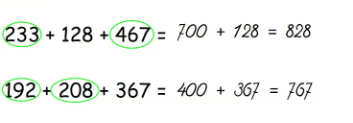 233 + 128 + 467 = 700 + 128 = 828
192 + 208 + 367 = 400 + 367 = 767